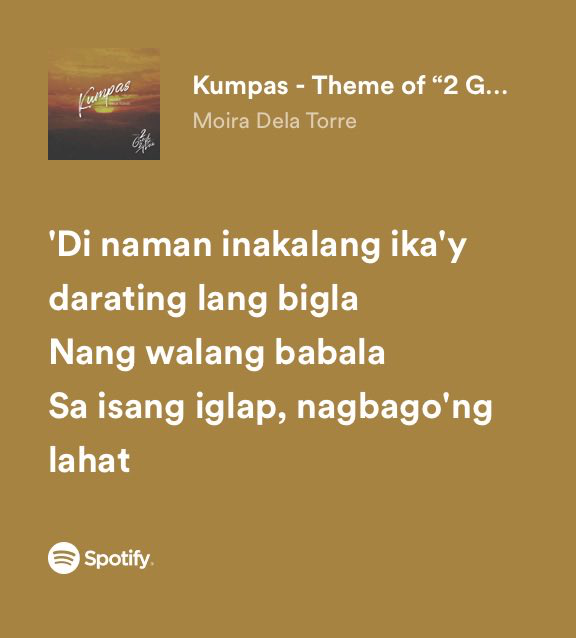 Kumpas
Kumpas - Theme of “2 G...
Moira Dela Torre
'Di naman inakalang ika'y
darating lang bigla
Nang walang babala
Sa isang iglap, nagbago'ng
lahat
Spotify